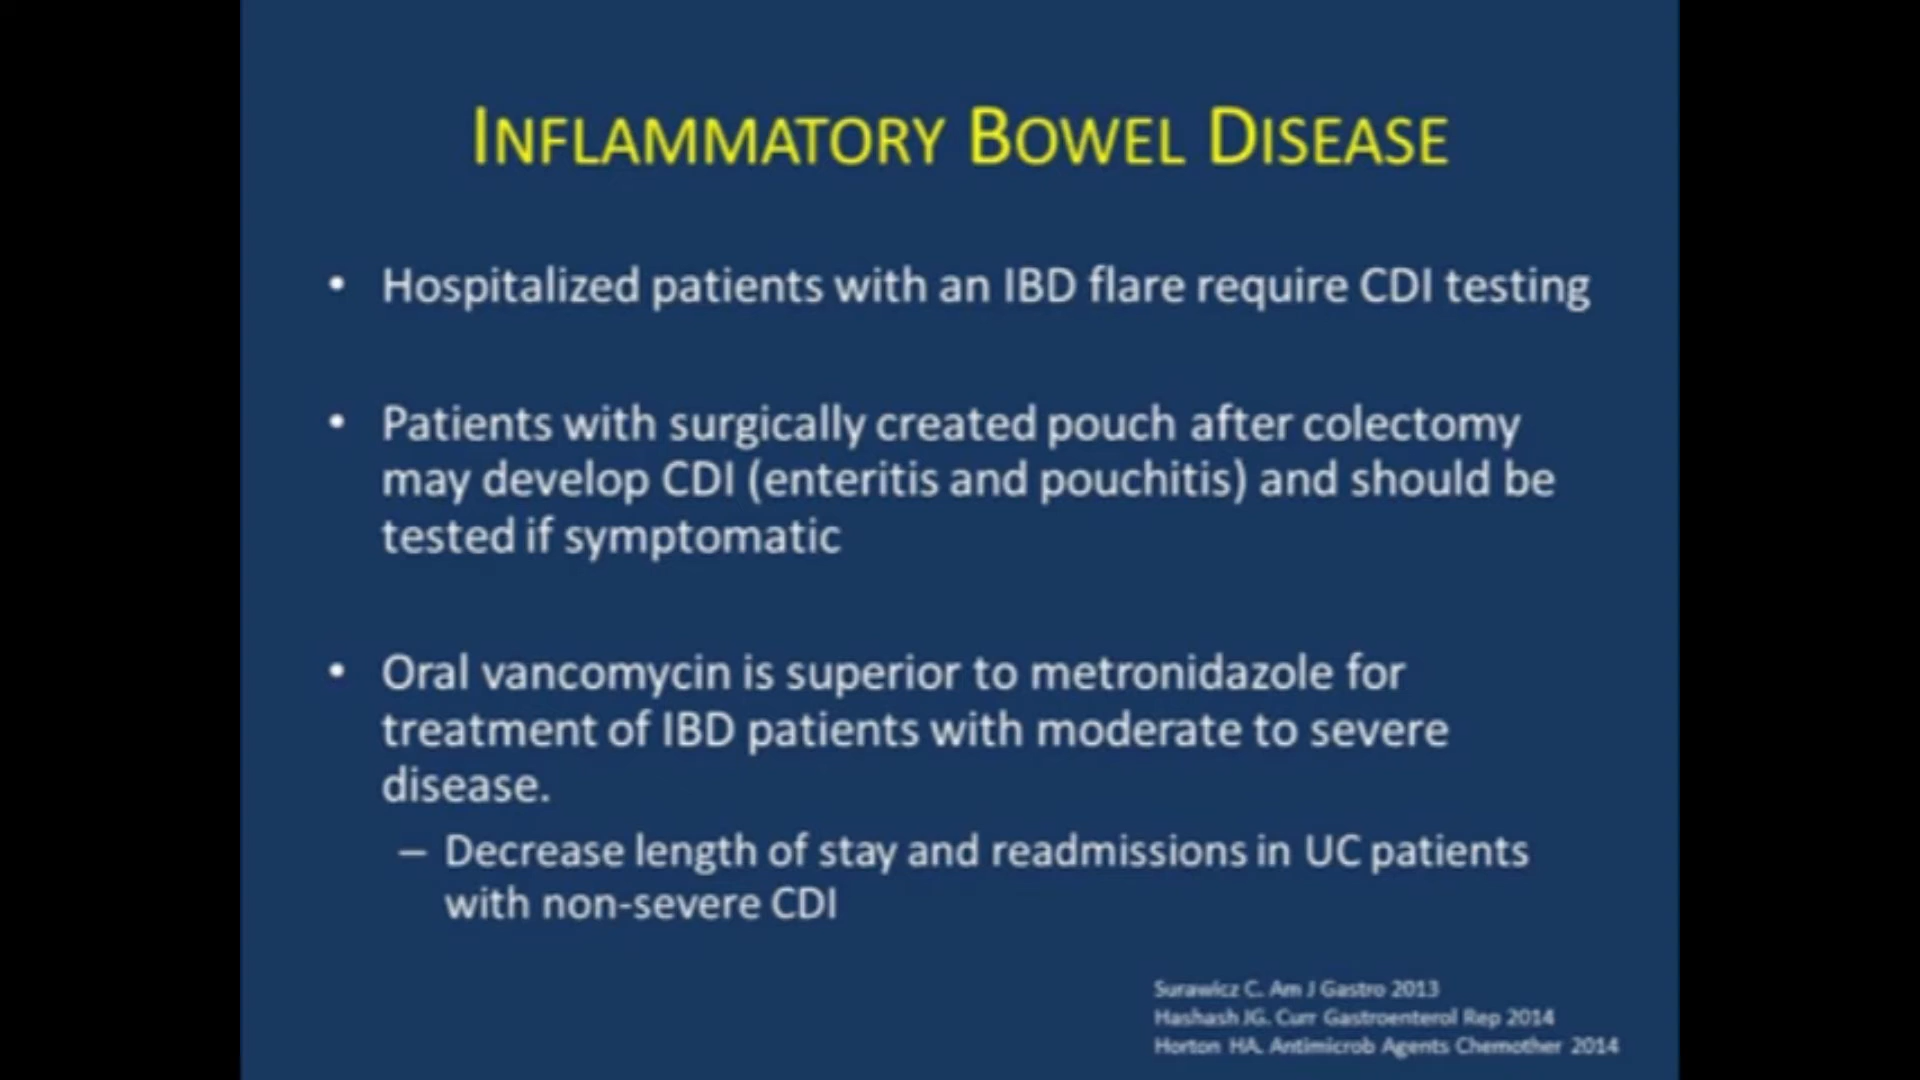 INFLAMMATORY BOWEL DISEASE
• Hospitalized patients with an IBD flare require CDI testing
• Patients with surgically created pouch after colectomy
may develop CDI (enteritis and pouchitis) and should be
tested if symptomatic
• Oral vancomycin is superior to metronidazole for
treatment of IBD patients with moderate to severe
disease.
– Decrease length of stay and readmissions in UC patients
with non-severe CDI
Surawicz C. Am J Gastro 2013
Hashash JG. Curr Gastroenterol Rep 2014
Horton HA. Antimicrob Agents Chemother 2014